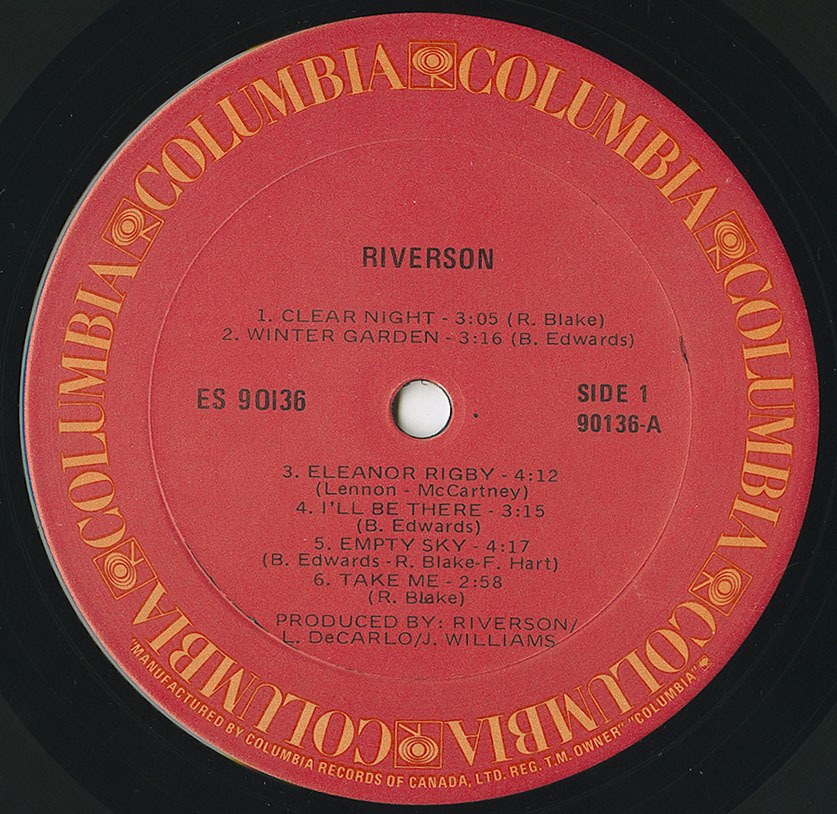 COLUMBIA COLUMBIA COLUMBIA COLUMBIA COLUMBIA COLUMBIA COLUMBIA COLUMBIA
RIVERSON
1. CLEAR NIGHT - 3:05 (R. Blake)
2. WINTER GARDEN - 3:16 (B. Edwards)
ES 90136
SIDE 1
90136-A
3. ELEANOR RIGBY - 4:12
(Lennon - McCartney)
4. I'LL BE THERE - 3:15
(B. Edwards)
5. EMPTY SKY - 4:17
(B. Edwards-R. Blake-F. Hart)
6. TAKE ME - 2:58
(R. Blake)
PRODUCED BY: RIVERSON/
L. DeCARLO/J. WILLIAMS
"MANUFACTURED BY COLUMBIA RECORDS OF CANADA, LTD. REG. T.M. OWNER" "COLUMBIA"